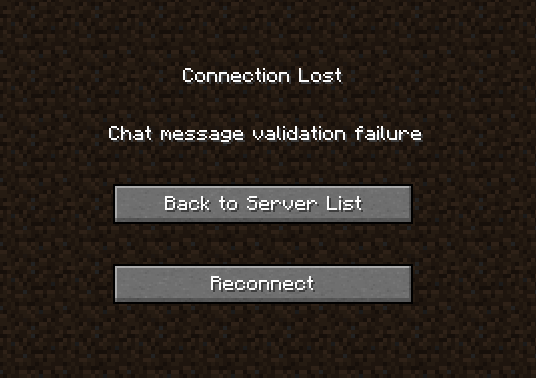 Connection Lost
Chat message validation failure
Back to Server List
Reconnect